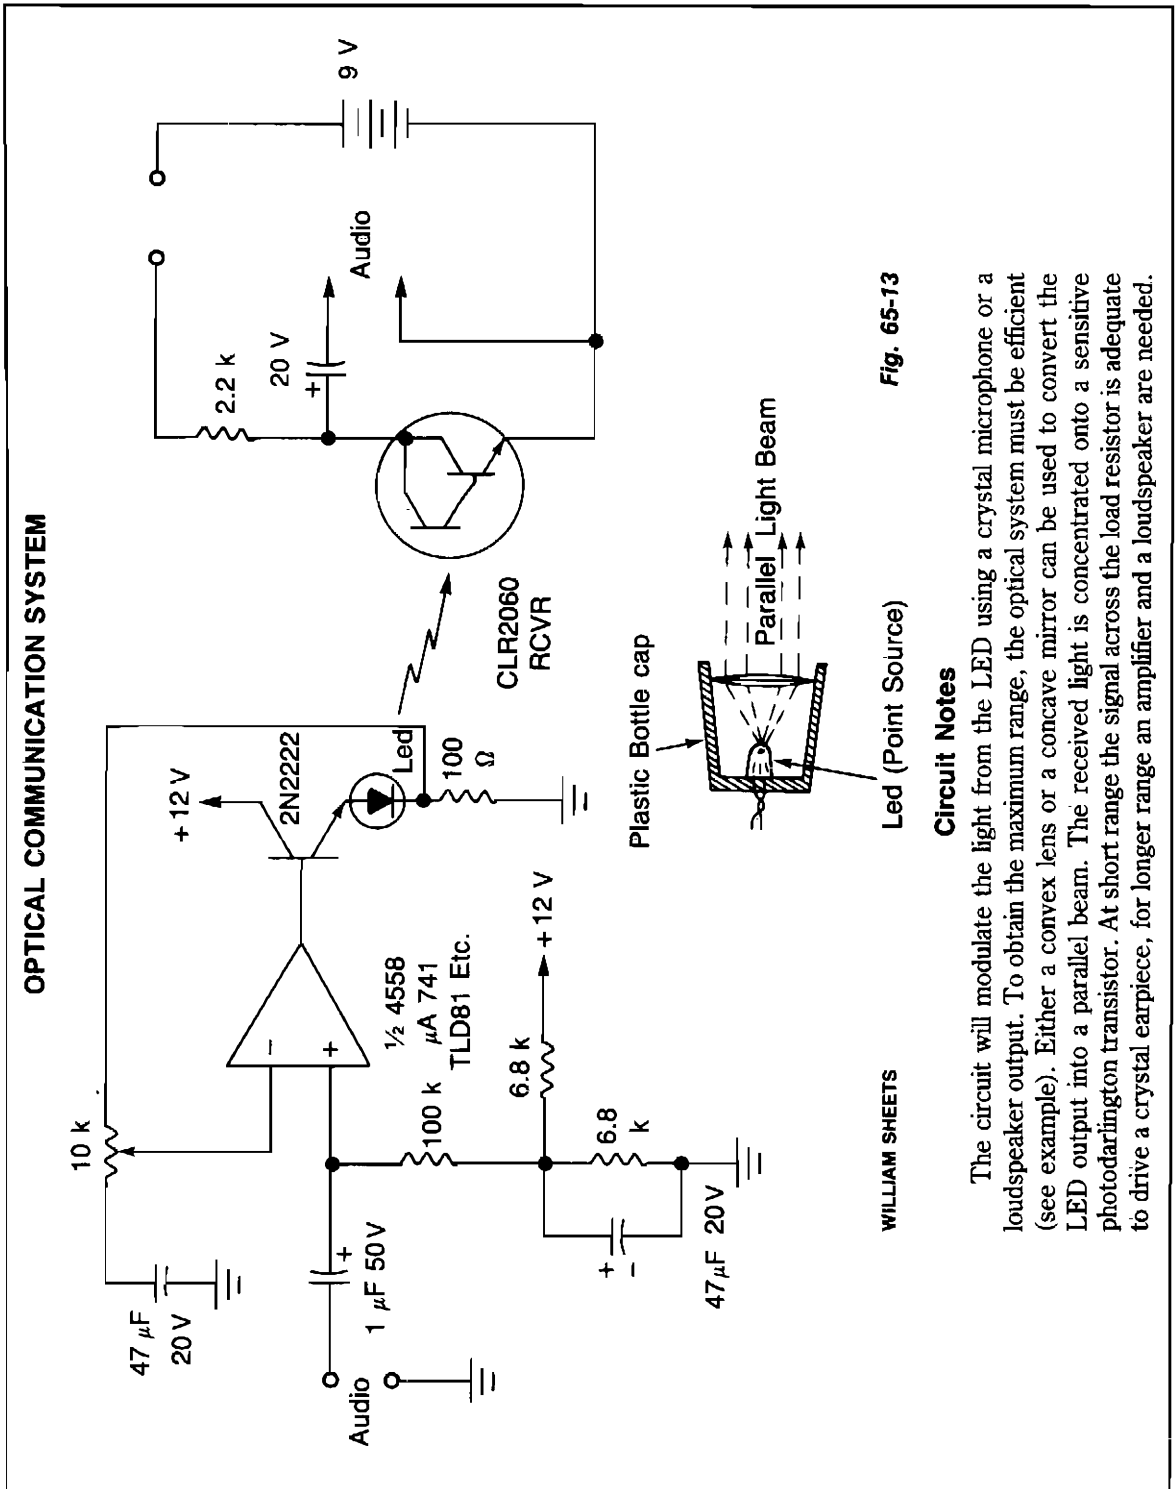 OPTICAL COMMUNICATION SYSTEM
10 k
47 µF
20 V
Audio
1 µF 50 V
+
–
+
½ 4558
µA 741
TLD81 Etc.
+12 V
2N2222
Led
100
Ω
100 k
6.8 k
+12 V
6.8
k
+
–
47µF 20V
CLR2060
RCVR
2.2 k
20 V
+
Audio
9 V
Plastic Bottle cap
Parallel Light Beam
Led (Point Source)
WILLIAM SHEETS
Fig. 65-13
Circuit Notes
The circuit will modulate the light from the LED using a crystal microphone or a
loudspeaker output. To obtain the maximum range, the optical system must be efficient
(see example). Either a convex lens or a concave mirror can be used to convert the
LED output into a parallel beam. The received light is concentrated onto a sensitive
photodarlington transistor. At short range the signal across the load resistor is adequate
to drive a crystal earpiece, for longer range an amplifier and a loudspeaker are needed.